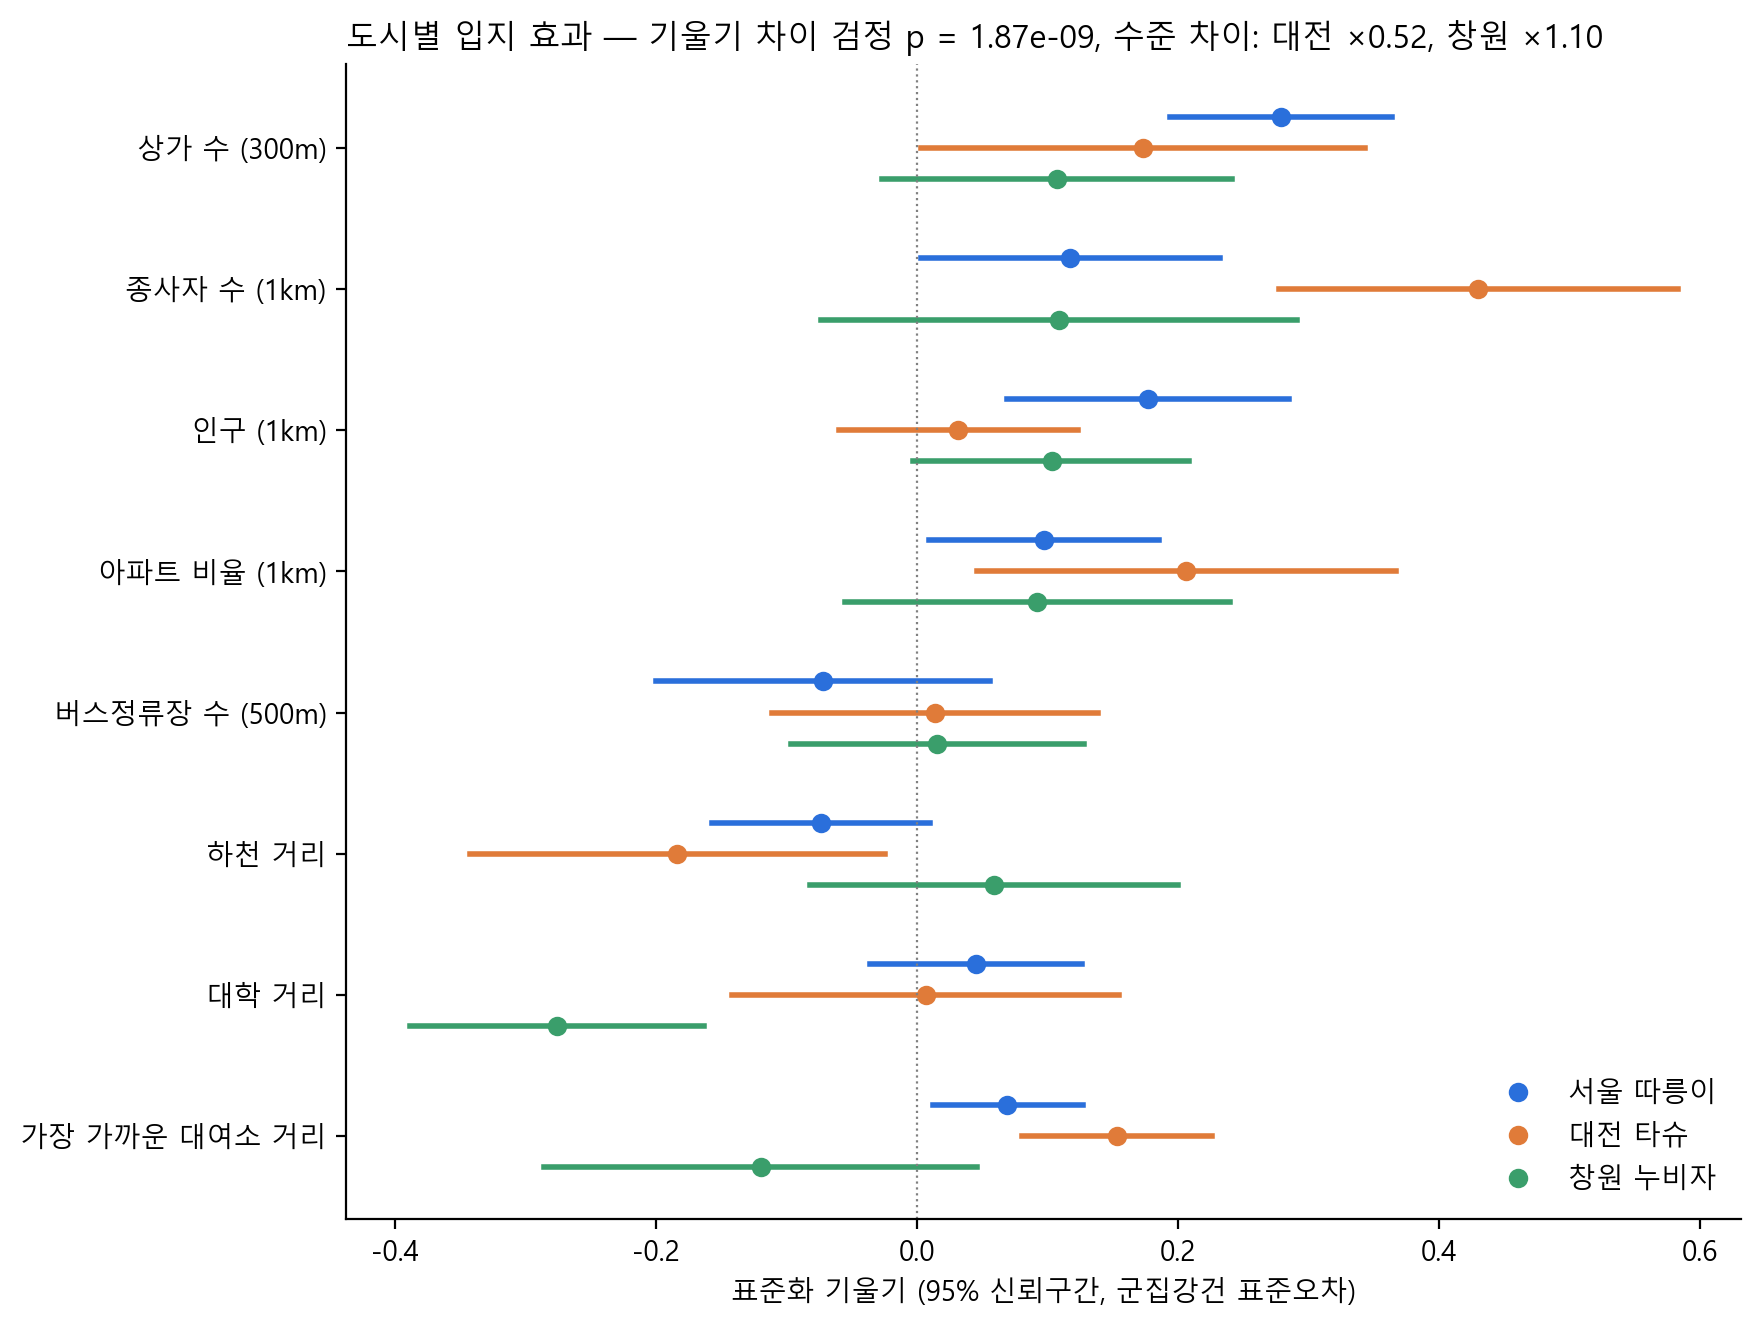 도시별 입지 효과 — 기울기 차이 검정 p = 1.87e-09, 수준 차이: 대전 ×0.52, 창원 ×1.10
상가 수 (300m)
종사자 수 (1km)
인구 (1km)
아파트 비율 (1km)
버스정류장 수 (500m)
하천 거리
대학 거리
가장 가까운 대여소 거리
서울 따릉이
대전 타슈
창원 누비자
-0.4 -0.2 0.0 0.2 0.4 0.6
표준화 기울기 (95% 신뢰구간, 군집강건 표준오차)